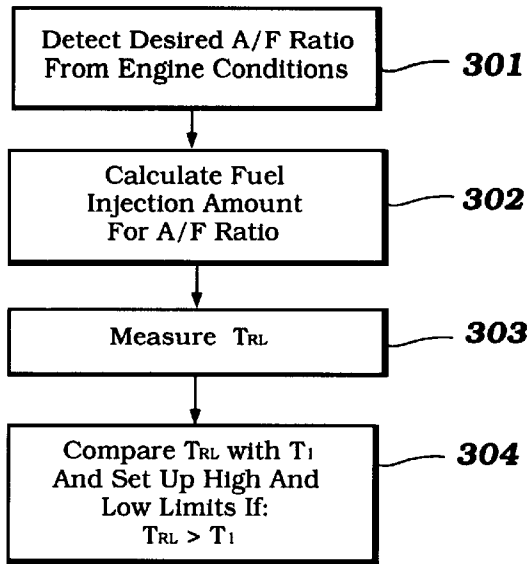 Detect Desired A/F Ratio
From Engine Conditions
301
Calculate Fuel
Injection Amount
For A/F Ratio
302
Measure TRL
303
Compare TRL with T1
And Set Up High And
Low Limits If:
TRL > T1
304